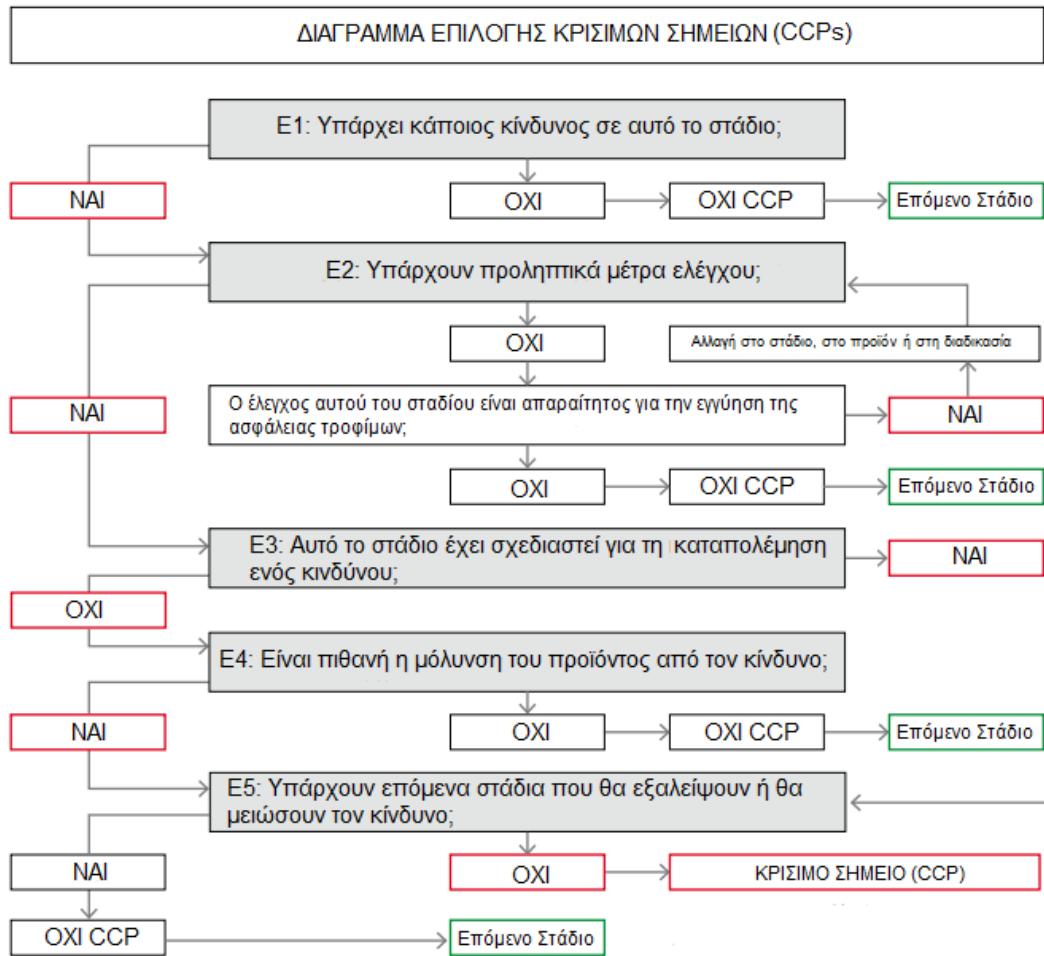 ΔΙΑΓΡΑΜΜΑ ΕΠΙΛΟΓΗΣ ΚΡΙΣΙΜΩΝ ΣΗΜΕΙΩΝ (CCPs)
Ε1: Υπάρχει κάποιος κίνδυνος σε αυτό το στάδιο;
ΝΑΙ
ΟΧΙ
ΟΧΙ CCP
Επόμενο Στάδιο
Ε2: Υπάρχουν προληπτικά μέτρα ελέγχου;
ΟΧΙ
Αλλαγή στο στάδιο, στο προϊόν ή στη διαδικασία
ΝΑΙ
Ο έλεγχος αυτού του σταδίου είναι απαραίτητος για την εγγύηση της
ασφάλειας τροφίμων;
ΝΑΙ
ΟΧΙ
ΟΧΙ CCP
Επόμενο Στάδιο
Ε3: Αυτό το στάδιο έχει σχεδιαστεί για τη καταπολέμηση
ενός κινδύνου;
ΝΑΙ
ΟΧΙ
Ε4: Είναι πιθανή η μόλυνση του προϊόντος από τον κίνδυνο;
ΝΑΙ
ΟΧΙ
ΟΧΙ CCP
Επόμενο Στάδιο
Ε5: Υπάρχουν επόμενα στάδια που θα εξαλείψουν ή θα
μειώσουν τον κίνδυνο;
ΝΑΙ
ΟΧΙ
ΚΡΙΣΙΜΟ ΣΗΜΕΙΟ (CCP)
ΟΧΙ CCP
Επόμενο Στάδιο